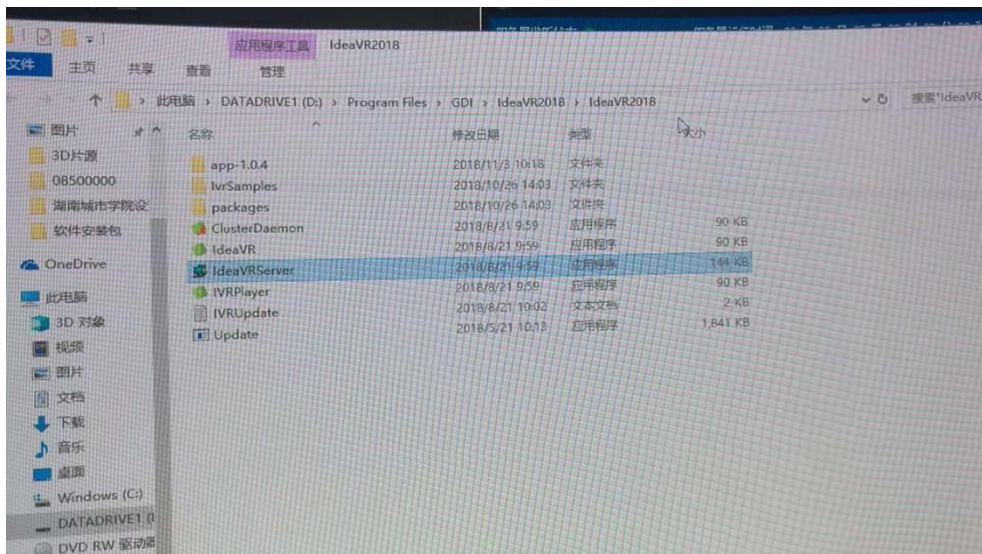 应用程序工具 IdeaVR2018
文件 主页 共享 查看 管理
此电脑 › DATADRIVE1 (D:) › Program Files › GDI › IdeaVR2018 › IdeaVR2018 搜索"IdeaVR
图片
3D片源
08500000
湖南城市学院设
软件安装包
OneDrive
此电脑
3D 对象
视频
图片
文档
下载
音乐
桌面
Windows (C:)
DATADRIVE1 (I
DVD RW 驱动器
名称 修改日期 类型 大小
app-1.0.4 2018/11/3 10:18 文件夹
IvrSamples 2018/10/26 14:03 文件夹
packages 2018/10/26 14:03 文件夹
ClusterDaemon 2018/8/21 9:59 应用程序 90 KB
IdeaVR 2018/8/21 9:59 应用程序 90 KB
IdeaVRServer 2018/8/21 9:59 应用程序 144 KB
IVRPlayer 2018/8/21 9:59 应用程序 90 KB
IVRUpdate 2018/8/21 10:02 文本文档 2 KB
Update 2018/5/21 10:13 应用程序 1,841 KB